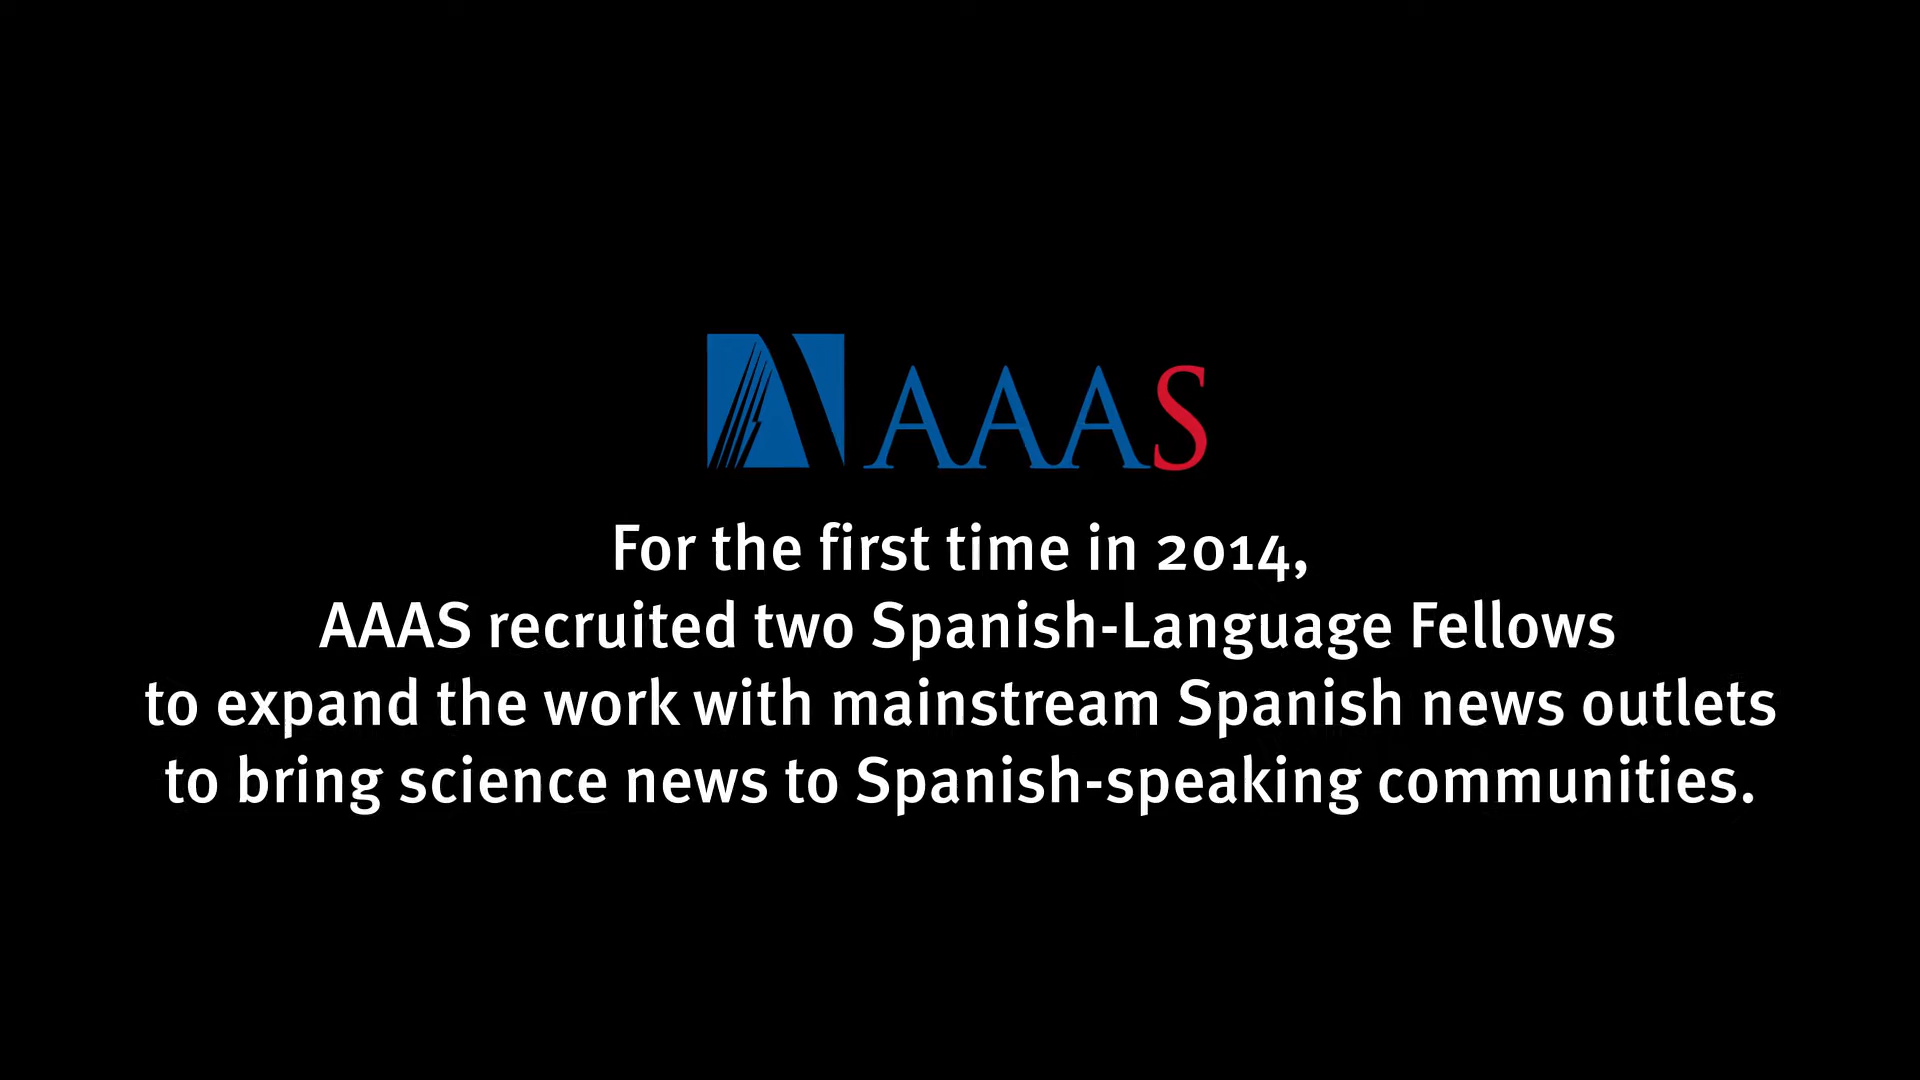 AAAS
For the first time in 2014,
AAAS recruited two Spanish-Language Fellows
to expand the work with mainstream Spanish news outlets
to bring science news to Spanish-speaking communities.